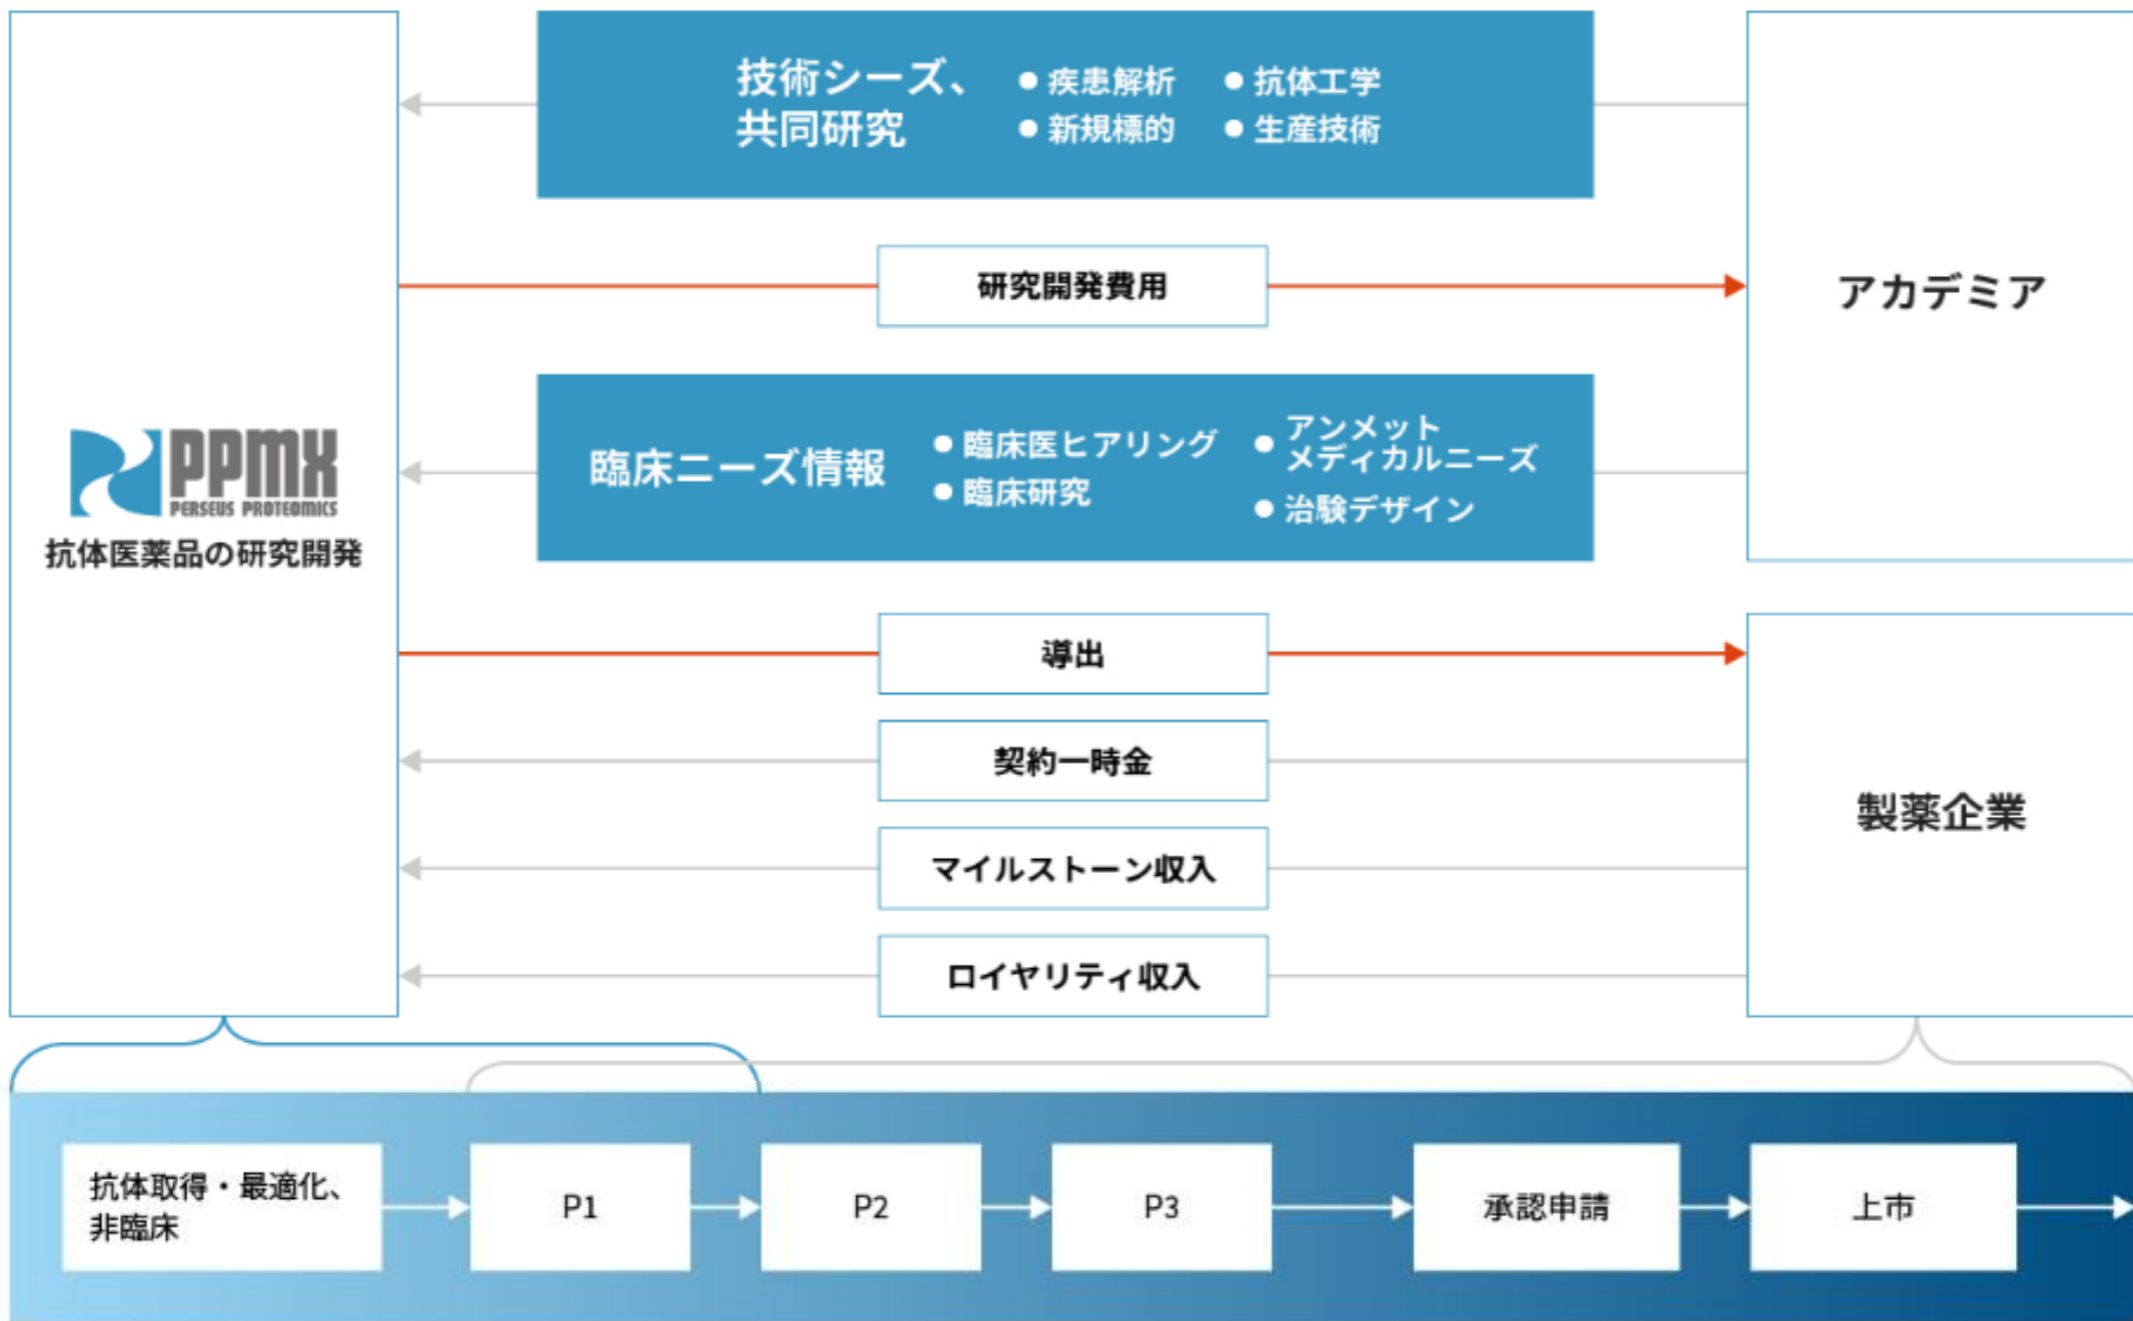 技術シーズ、
共同研究
● 疾患解析
● 抗体工学
● 新規標的
● 生産技術
研究開発費用
アカデミア
臨床ニーズ情報
● 臨床医ヒアリング
● 臨床研究
● アンメット
メディカルニーズ
● 治験デザイン
PPMX
PERSEUS PROTEOMICS
抗体医薬品の研究開発
導出
契約一時金
マイルストーン収入
ロイヤリティ収入
製薬企業
抗体取得・最適化、
非臨床
P1
P2
P3
承認申請
上市